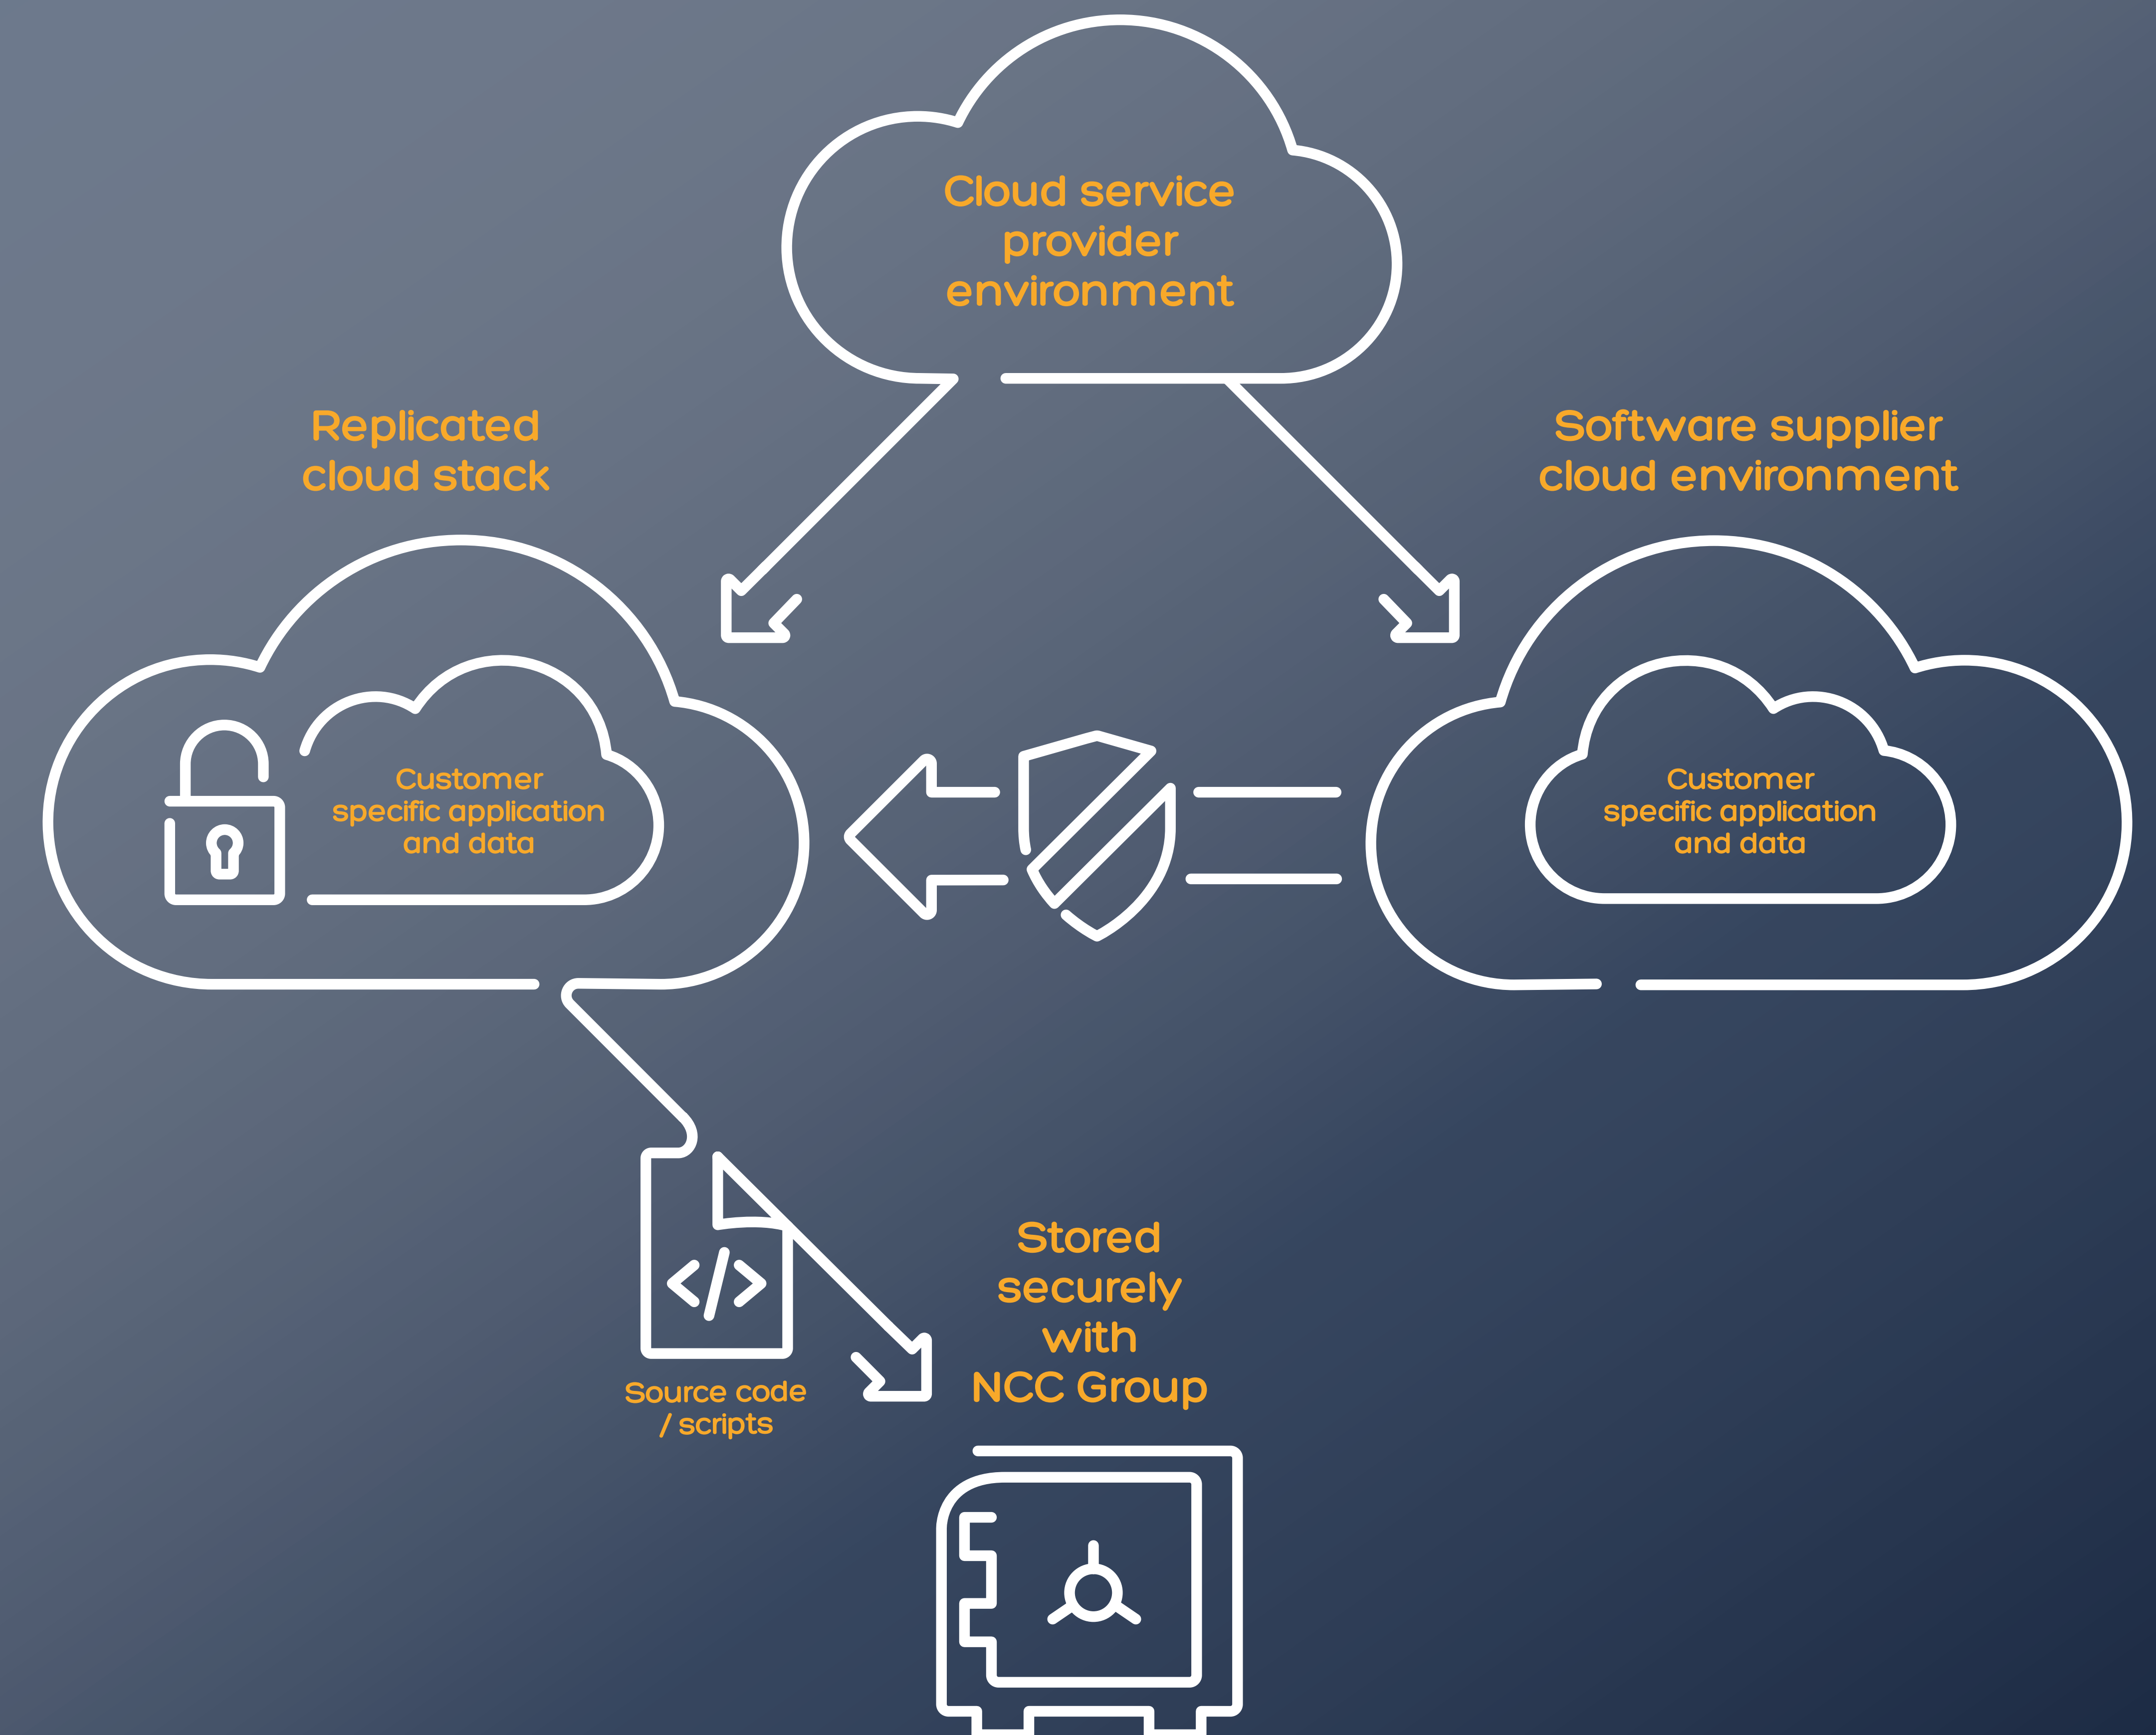 Cloud service
provider
environment
Replicated
cloud stack
Software supplier
cloud environment
Customer
specific application
and data
Customer
specific application
and data
</>
Source code
/ scripts
Stored
securely
with
NCC Group